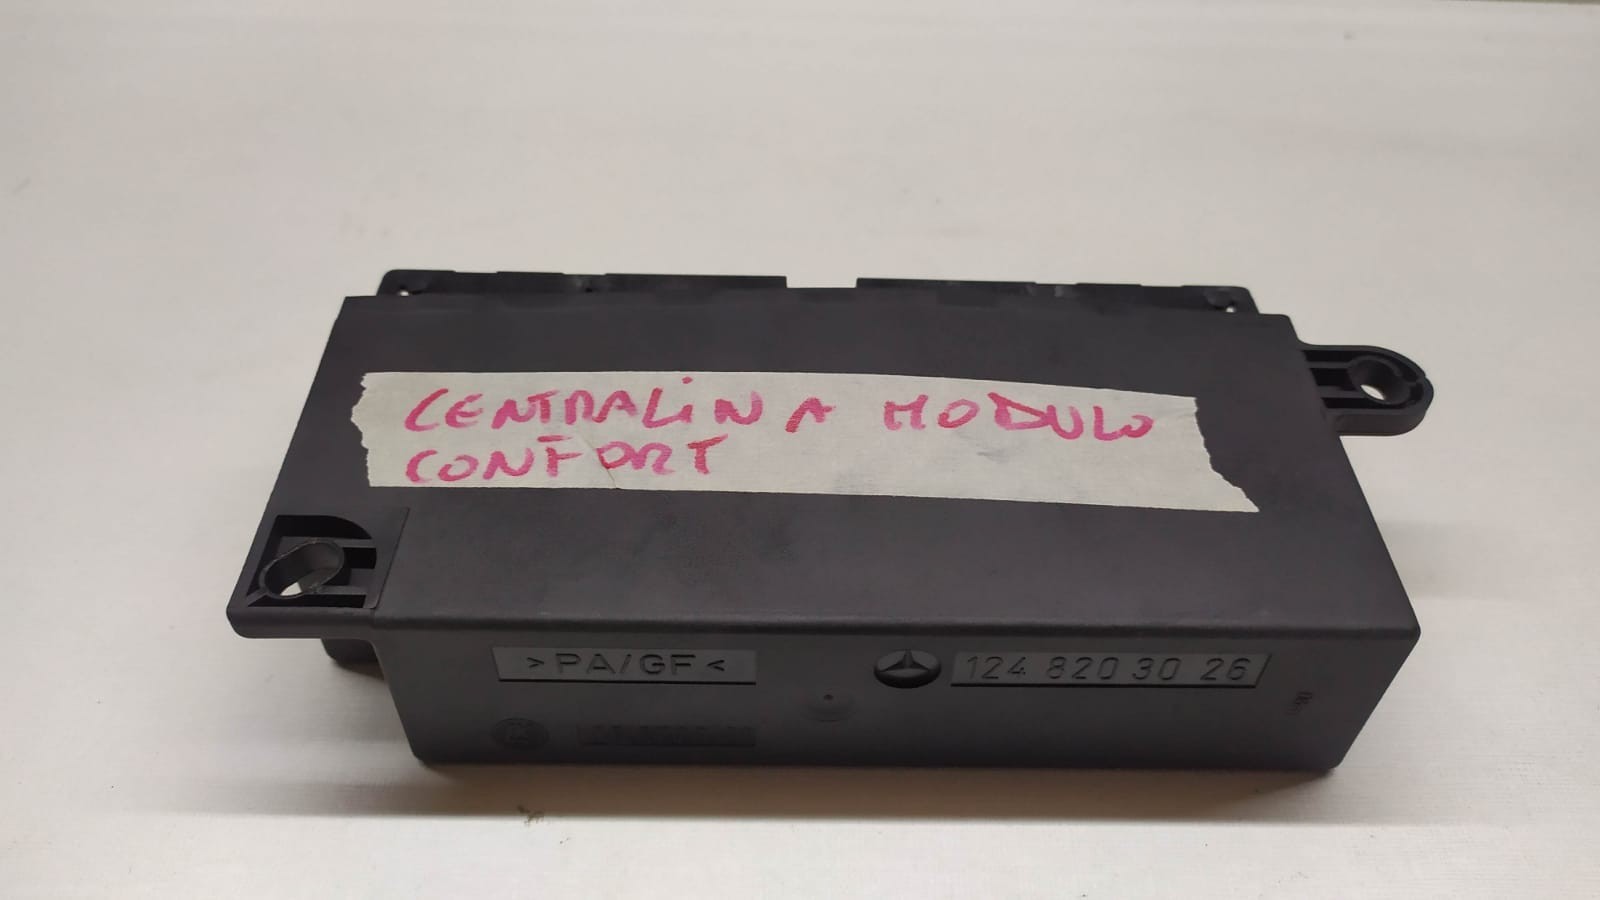 CENTRALiNA MODULO
CONFORT
>PA/GF<
124 820 30 26